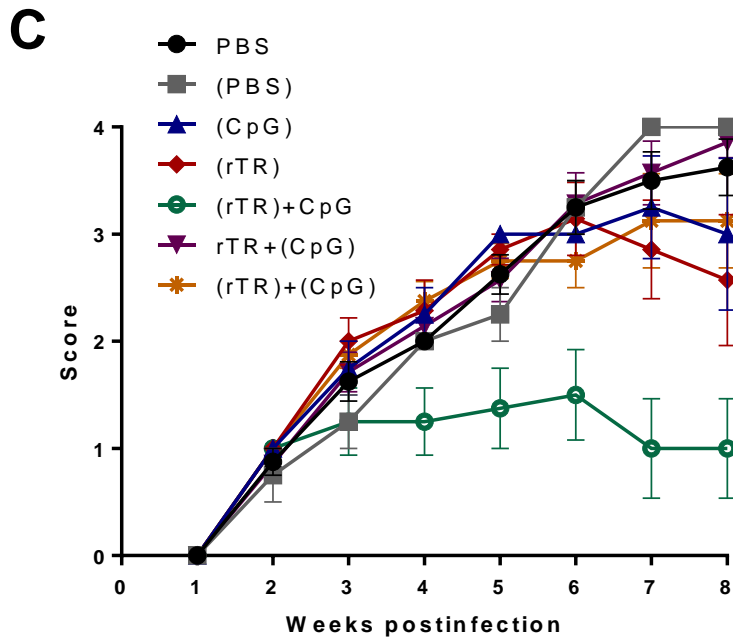 C
PBS
(PBS)
(CpG)
(rTR)
(rTR)+CpG
rTR+(CpG)
(rTR)+(CpG)
4
3
2
1
0
Score
0 1 2 3 4 5 6 7 8
Weeks postinfection